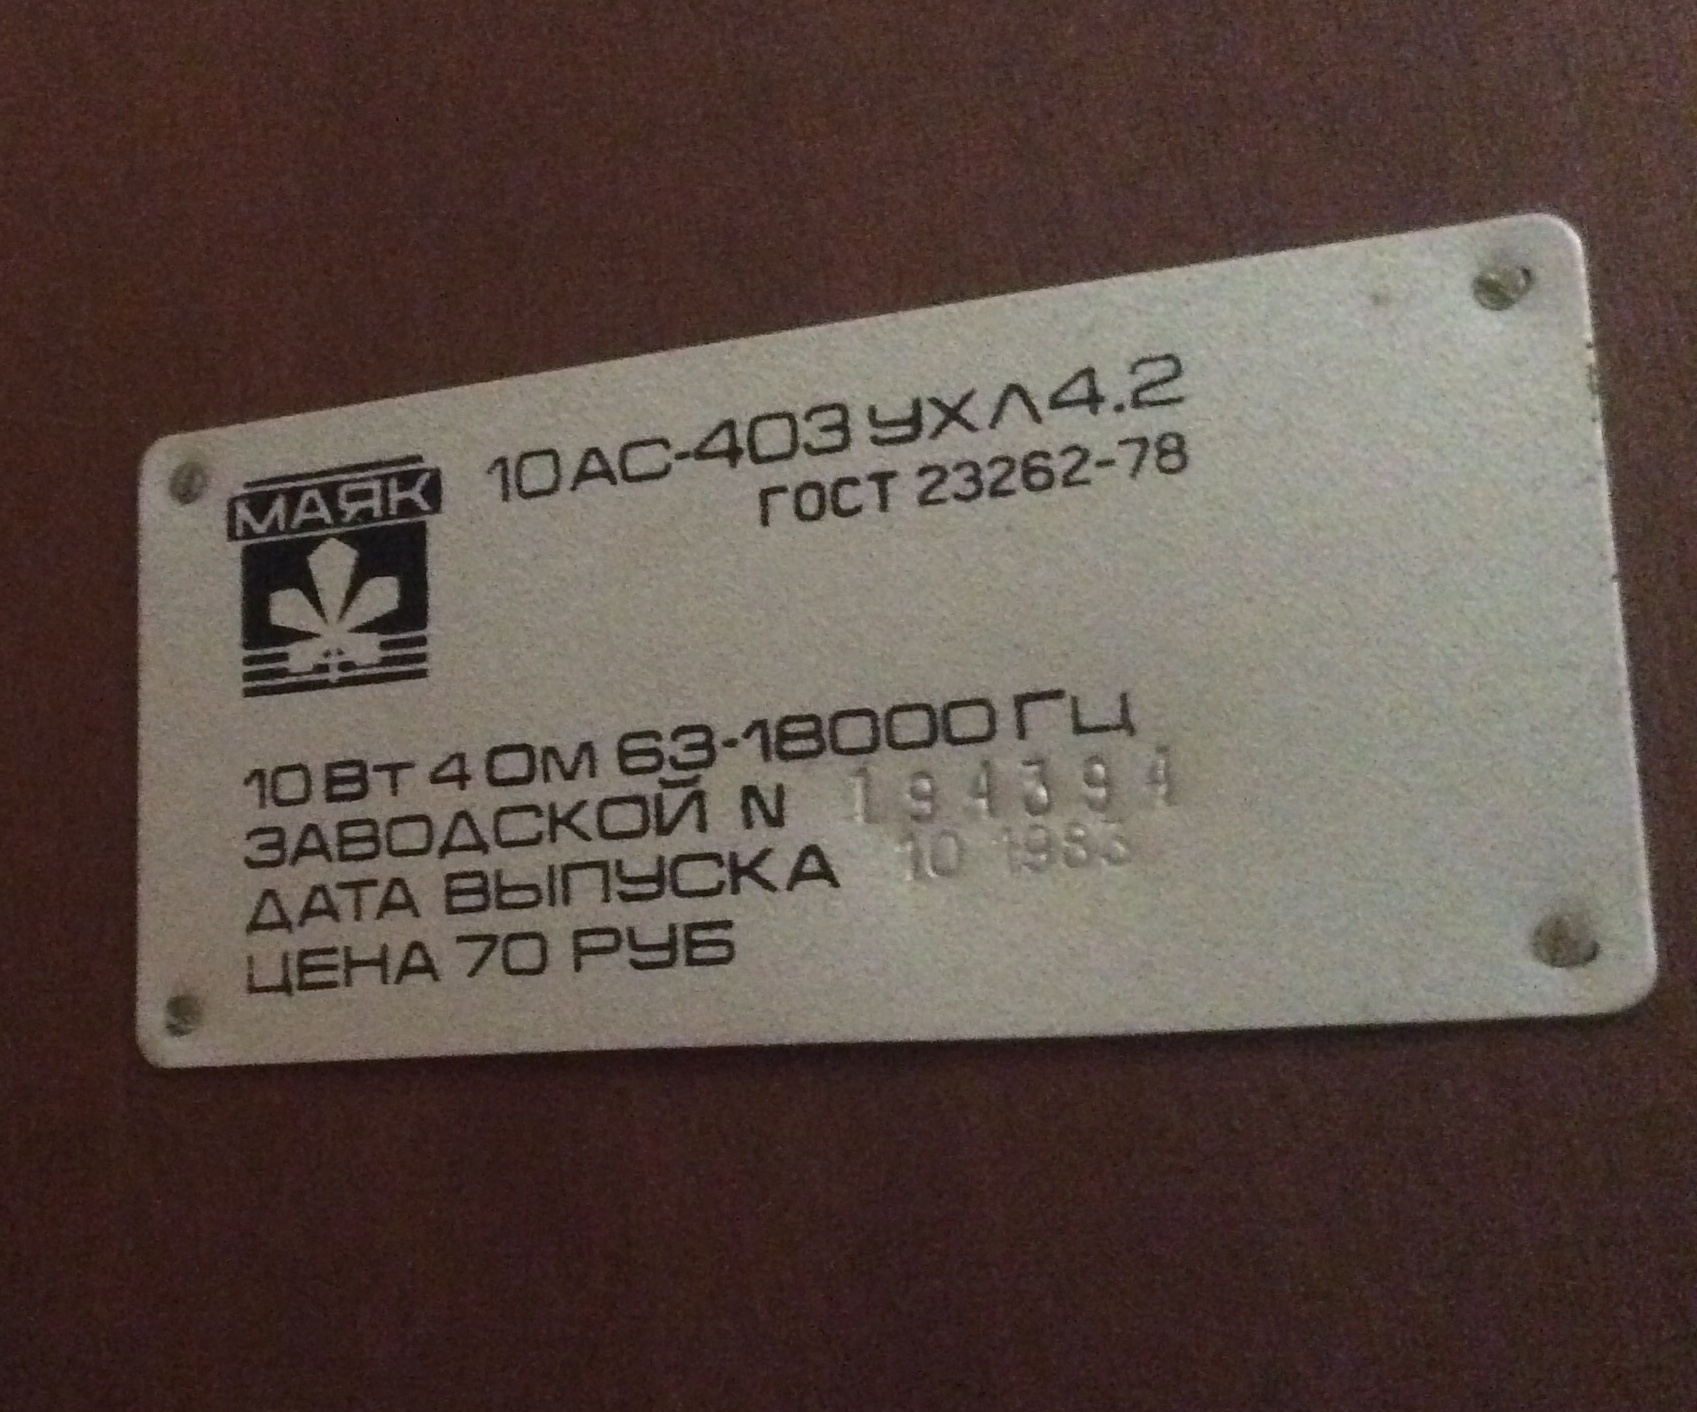 МАЯК
10АС-403 УХЛ4.2
ГОСТ 23262-78
10 Вт 4 Ом 63-18000 ГЦ
ЗАВОДСКОЙ N 194394
ДАТА ВЫПУСКА 10 1983
ЦЕНА 70 РУБ